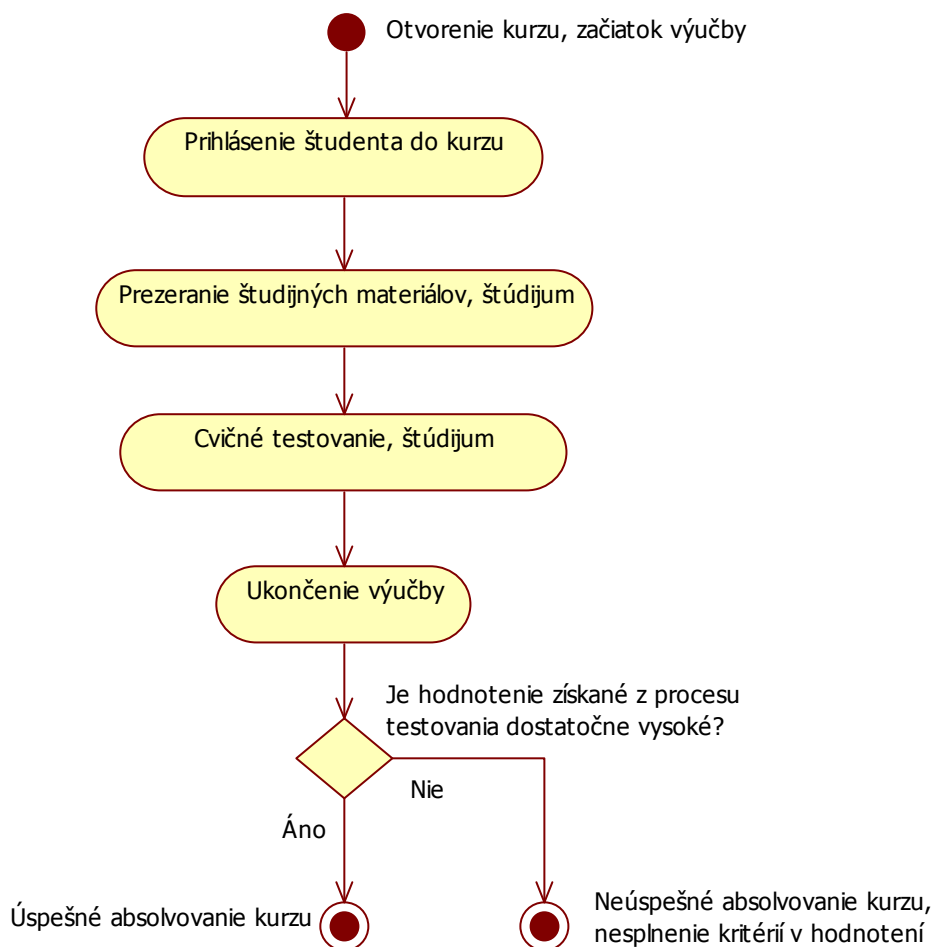 Otvorenie kurzu, začiatok výučby
Prihlásenie študenta do kurzu
Prezeranie študijných materiálov, štúdijum
Cvičné testovanie, štúdijum
Ukončenie výučby
Je hodnotenie získané z procesu
testovania dostatočne vysoké?
Nie
Áno
Úspešné absolvovanie kurzu
Neúspešné absolvovanie kurzu,
nesplnenie kritérií v hodnotení